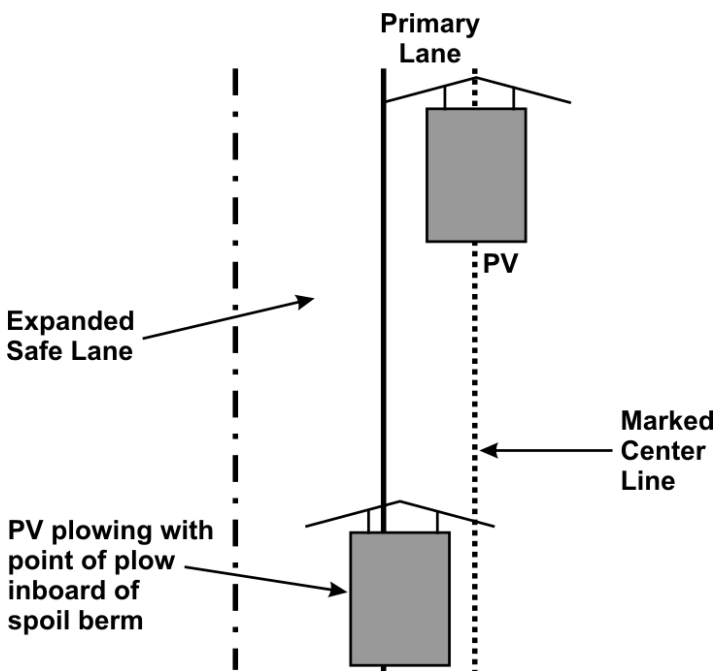 Primary
Lane
PV
Expanded
Safe Lane
Marked
Center
Line
PV plowing with
point of plow
inboard of
spoil berm